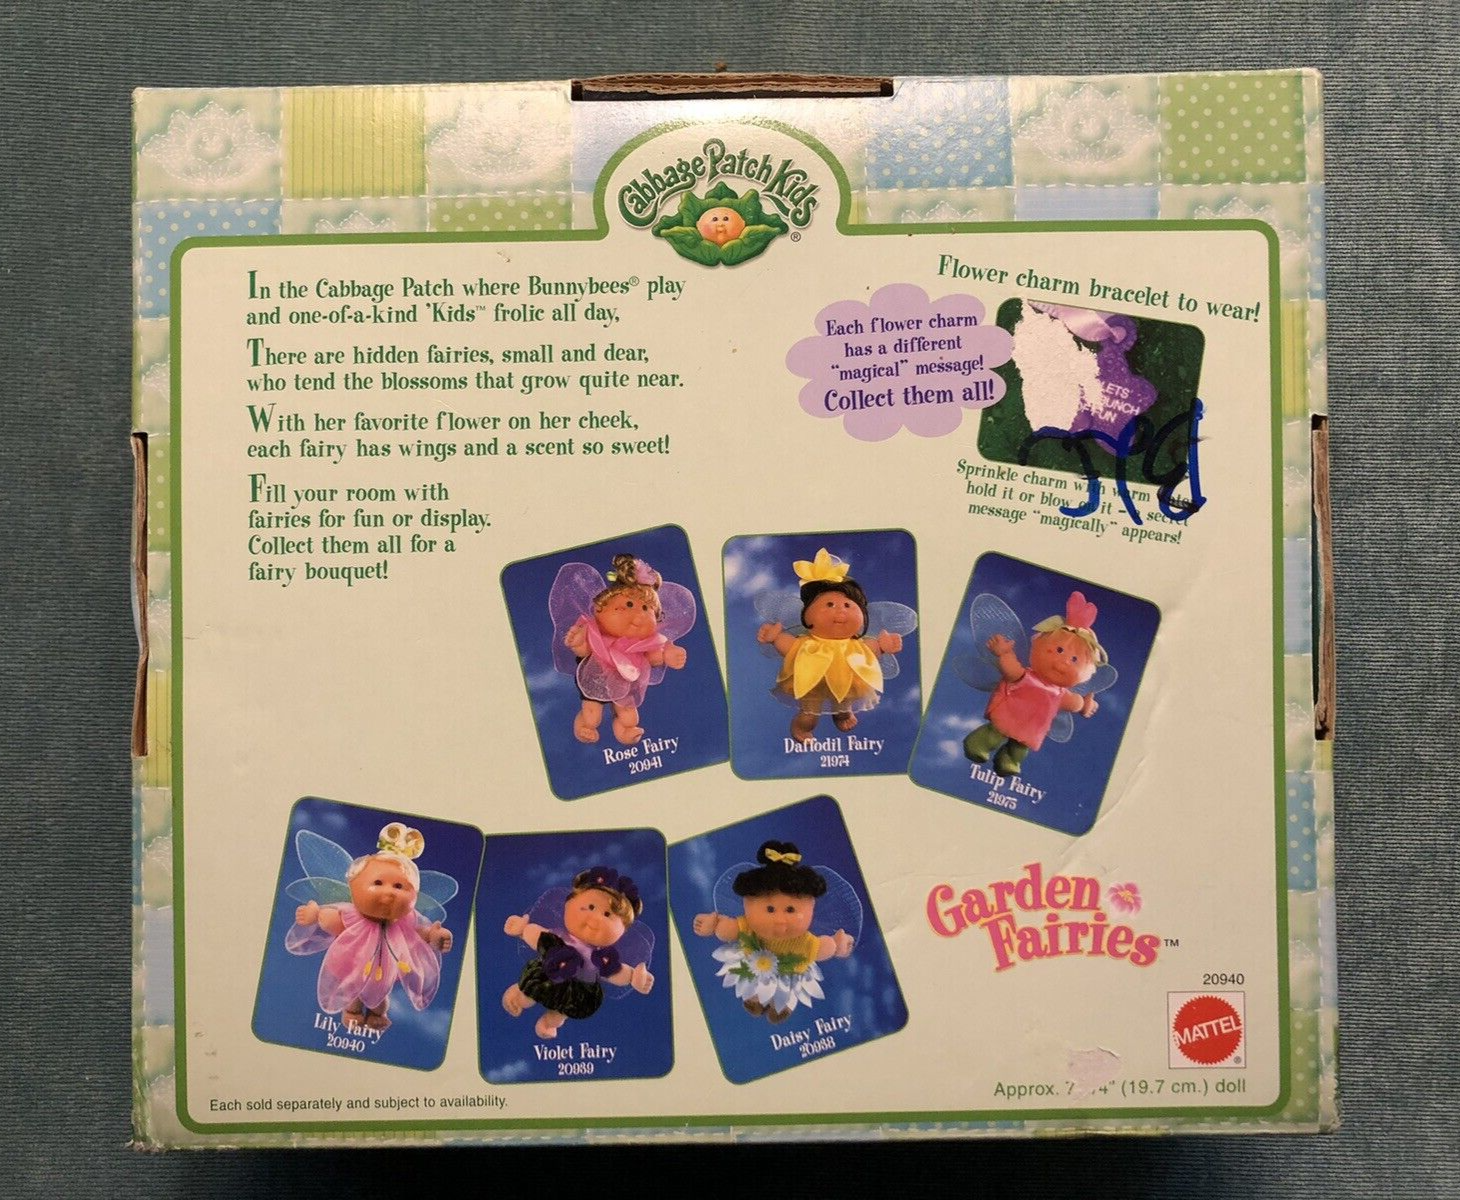 Cabbage Patch Kids®
In the Cabbage Patch where Bunnybees® play
and one-of-a-kind 'Kids™ frolic all day,
There are hidden fairies, small and dear,
who tend the blossoms that grow quite near.
With her favorite flower on her cheek,
each fairy has wings and a scent so sweet!
Fill your room with
fairies for fun or display.
Collect them all for a
fairy bouquet!
Flower charm bracelet to wear!
Each flower charm
has a different
"magical" message!
Collect them all!
LETS
FUN
Sprinkle charm with warm
hold it or blow on it - a secret
message "magically" appears!
Rose Fairy
20941
Daffodil Fairy
21974
Tulip Fairy
21975
Lily Fairy
20940
Violet Fairy
20939
Daisy Fairy
20938
Garden
Fairies™
20940
MATTEL®
Approx. 7 4" (19.7 cm.) doll
Each sold separately and subject to availability.